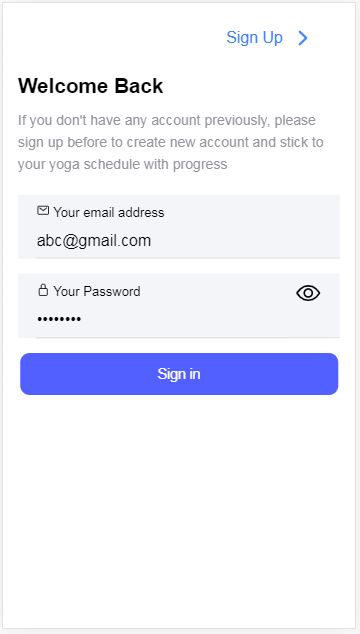 Sign Up
Welcome Back
If you don't have any account previously, please
sign up before to create new account and stick to
your yoga schedule with progress
Your email address
abc@gmail.com
Your Password
••••••••
Sign in